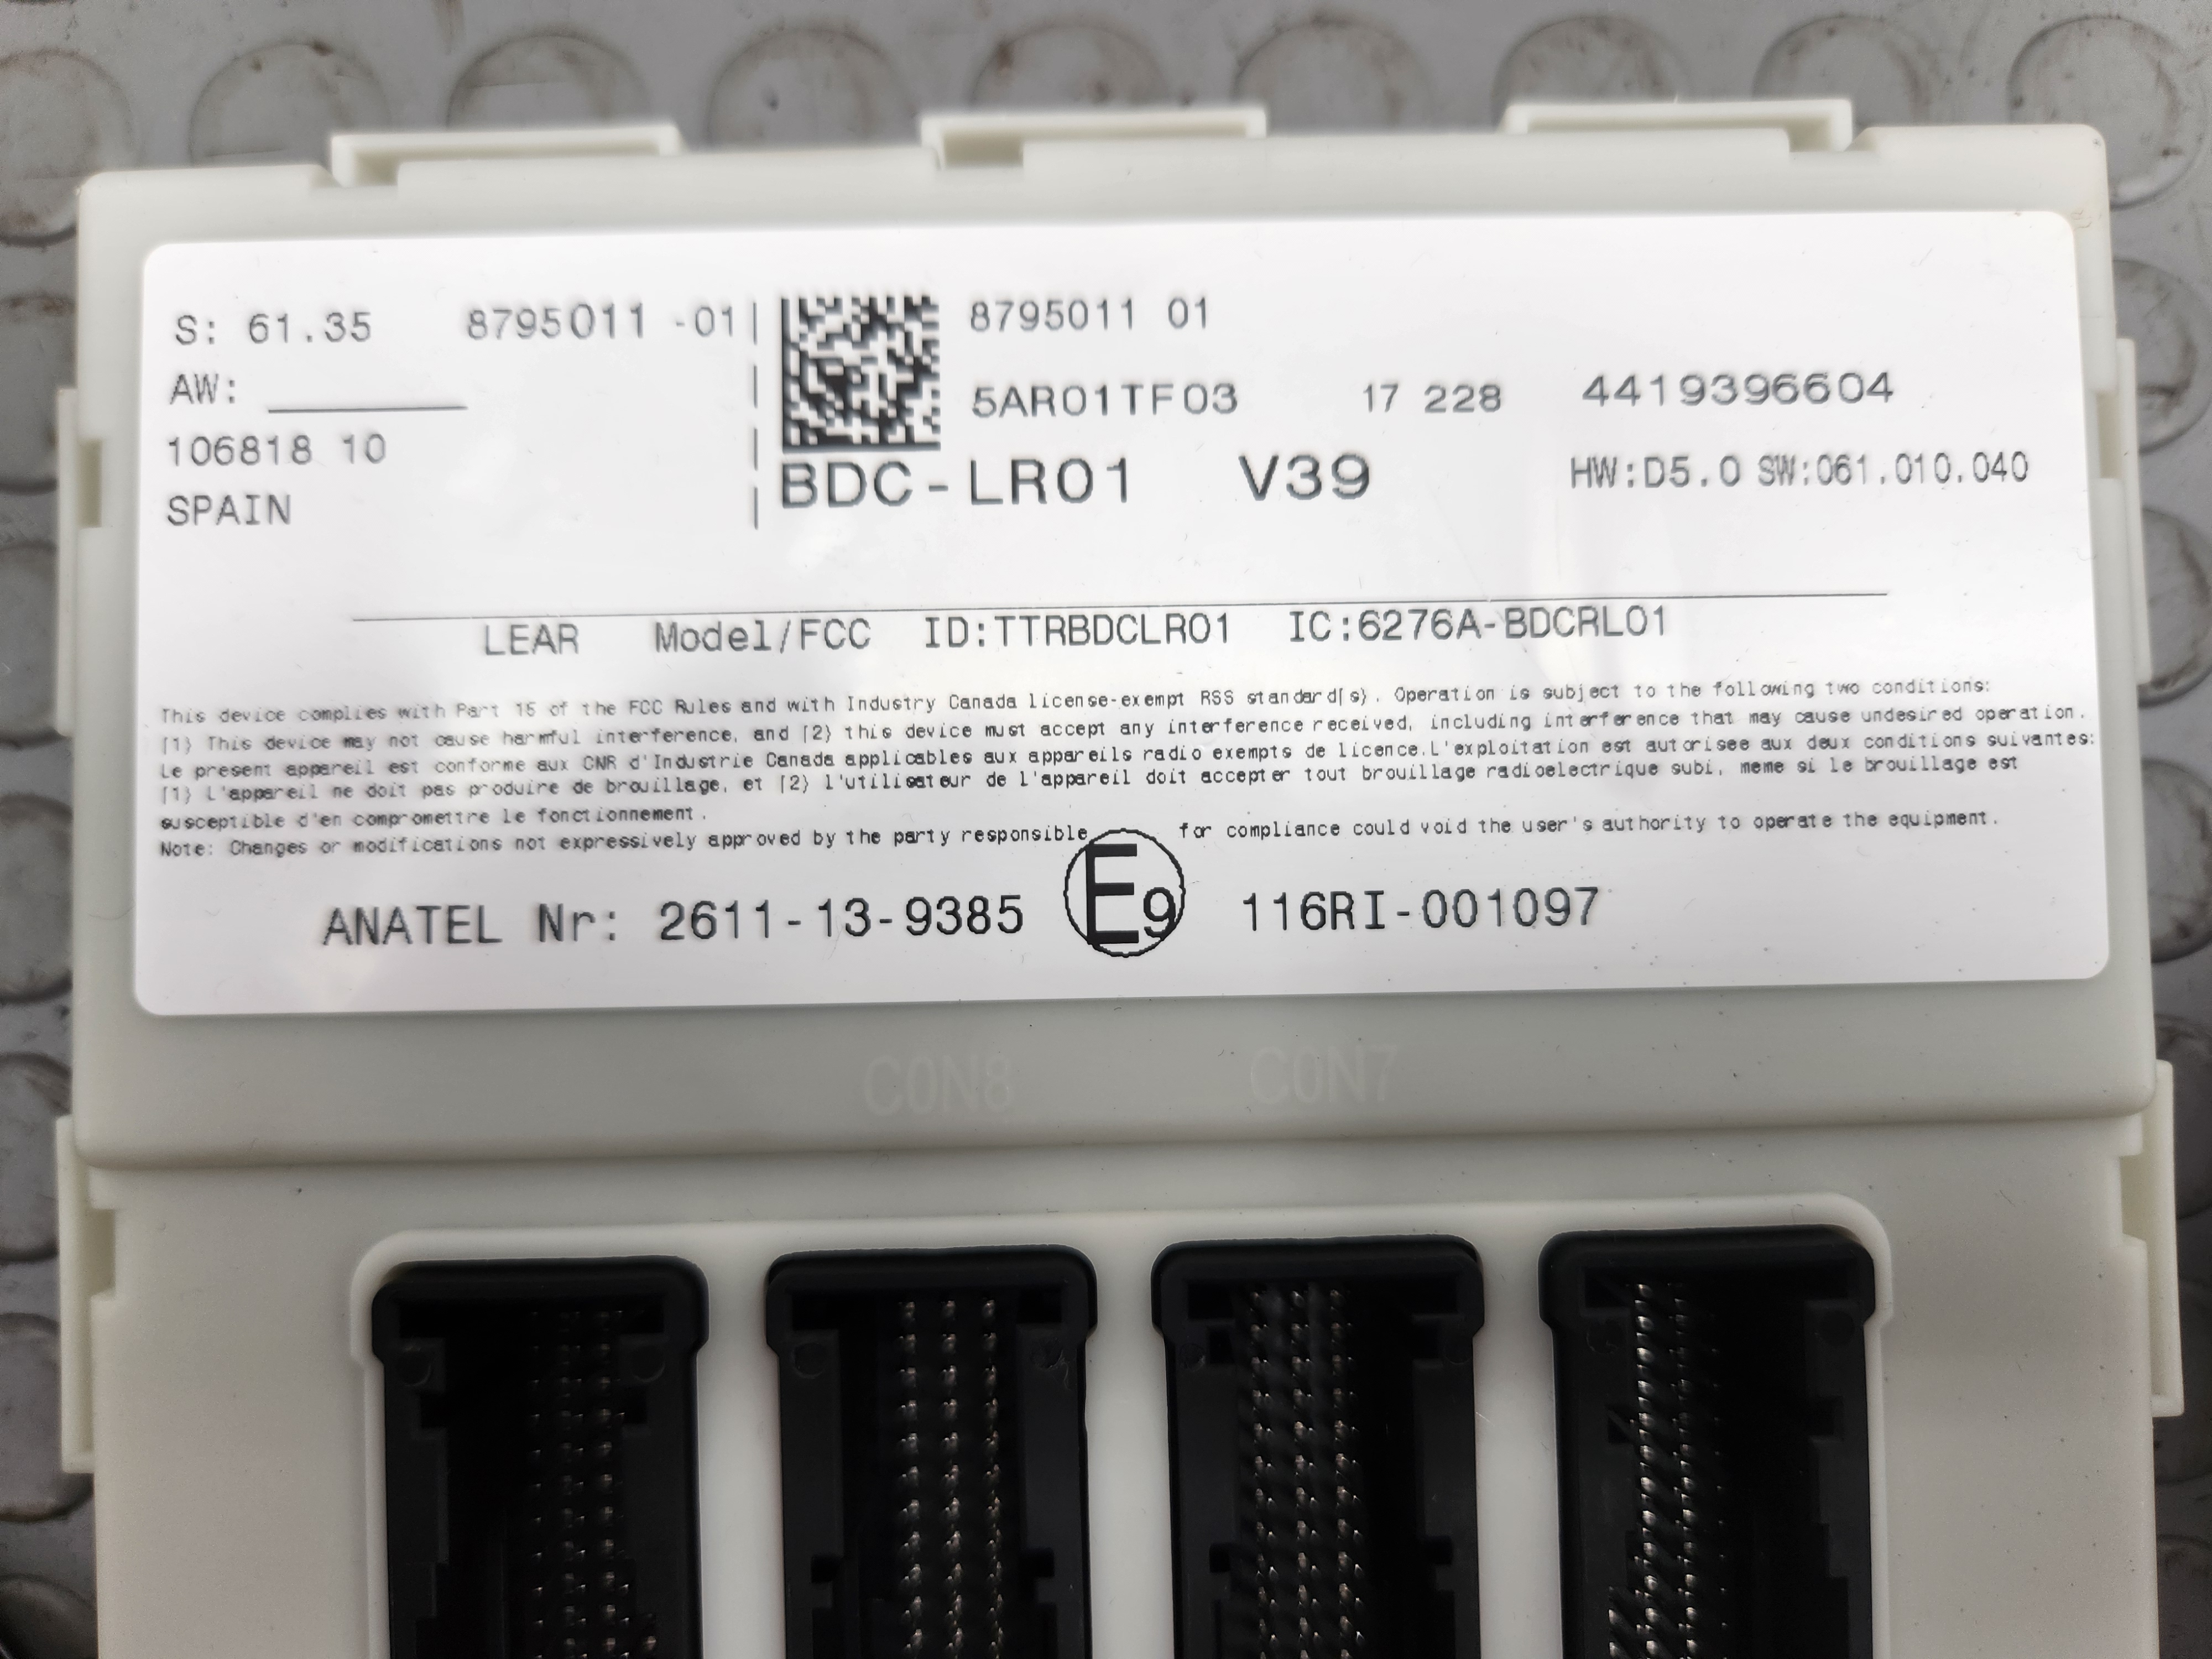 S: 61.35 8795011 -01
AW:
106818 10
SPAIN
8795011 01
5AR01TF03 17 228 4419396604
BDC-LR01 V39 HW:D5.0 SW:061.010.040
LEAR Model/FCC ID:TTRBDCLR01 IC:6276A-BDCRL01
This device complies with Part 15 of the FCC Rules and with Industry Canada license-exempt RSS standard(s). Operation is subject to the following two conditions:
(1) This device may not cause harmful interference, and (2) this device must accept any interference received, including interference that may cause undesired operation.
Le present appareil est conforme aux CNR d'Industrie Canada applicables aux appareils radio exempts de licence.L'exploitation est autorisee aux deux conditions suivantes:
(1) L'appareil ne doit pas produire de brouillage, et (2) l'utilisateur de l'appareil doit accepter tout brouillage radioelectrique subi, meme si le brouillage est
susceptible d'en compromettre le fonctionnement.
Note: Changes or modifications not expressively approved by the party responsible for compliance could void the user's authority to operate the equipment.
ANATEL Nr: 2611-13-9385 E9 116RI-001097
CON8 CON7